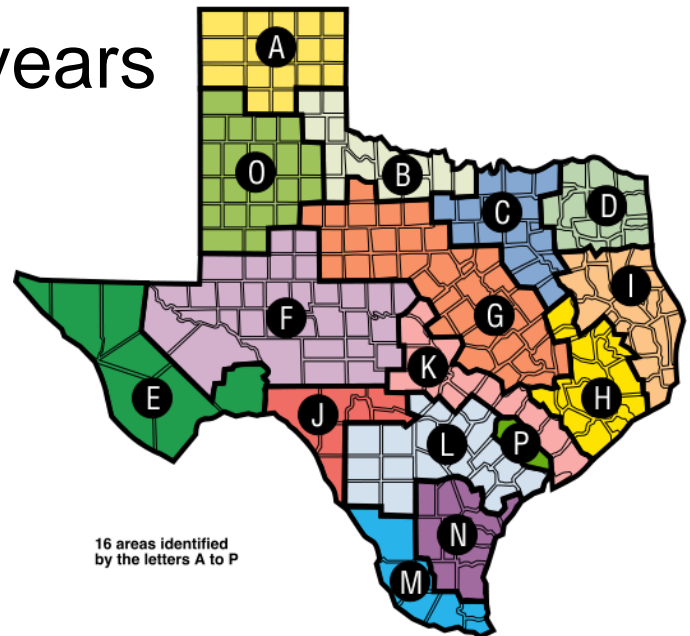 years
A
O
B
C
D
I
F
G
E
K
H
J
L
P
N
M
16 areas identified
by the letters A to P